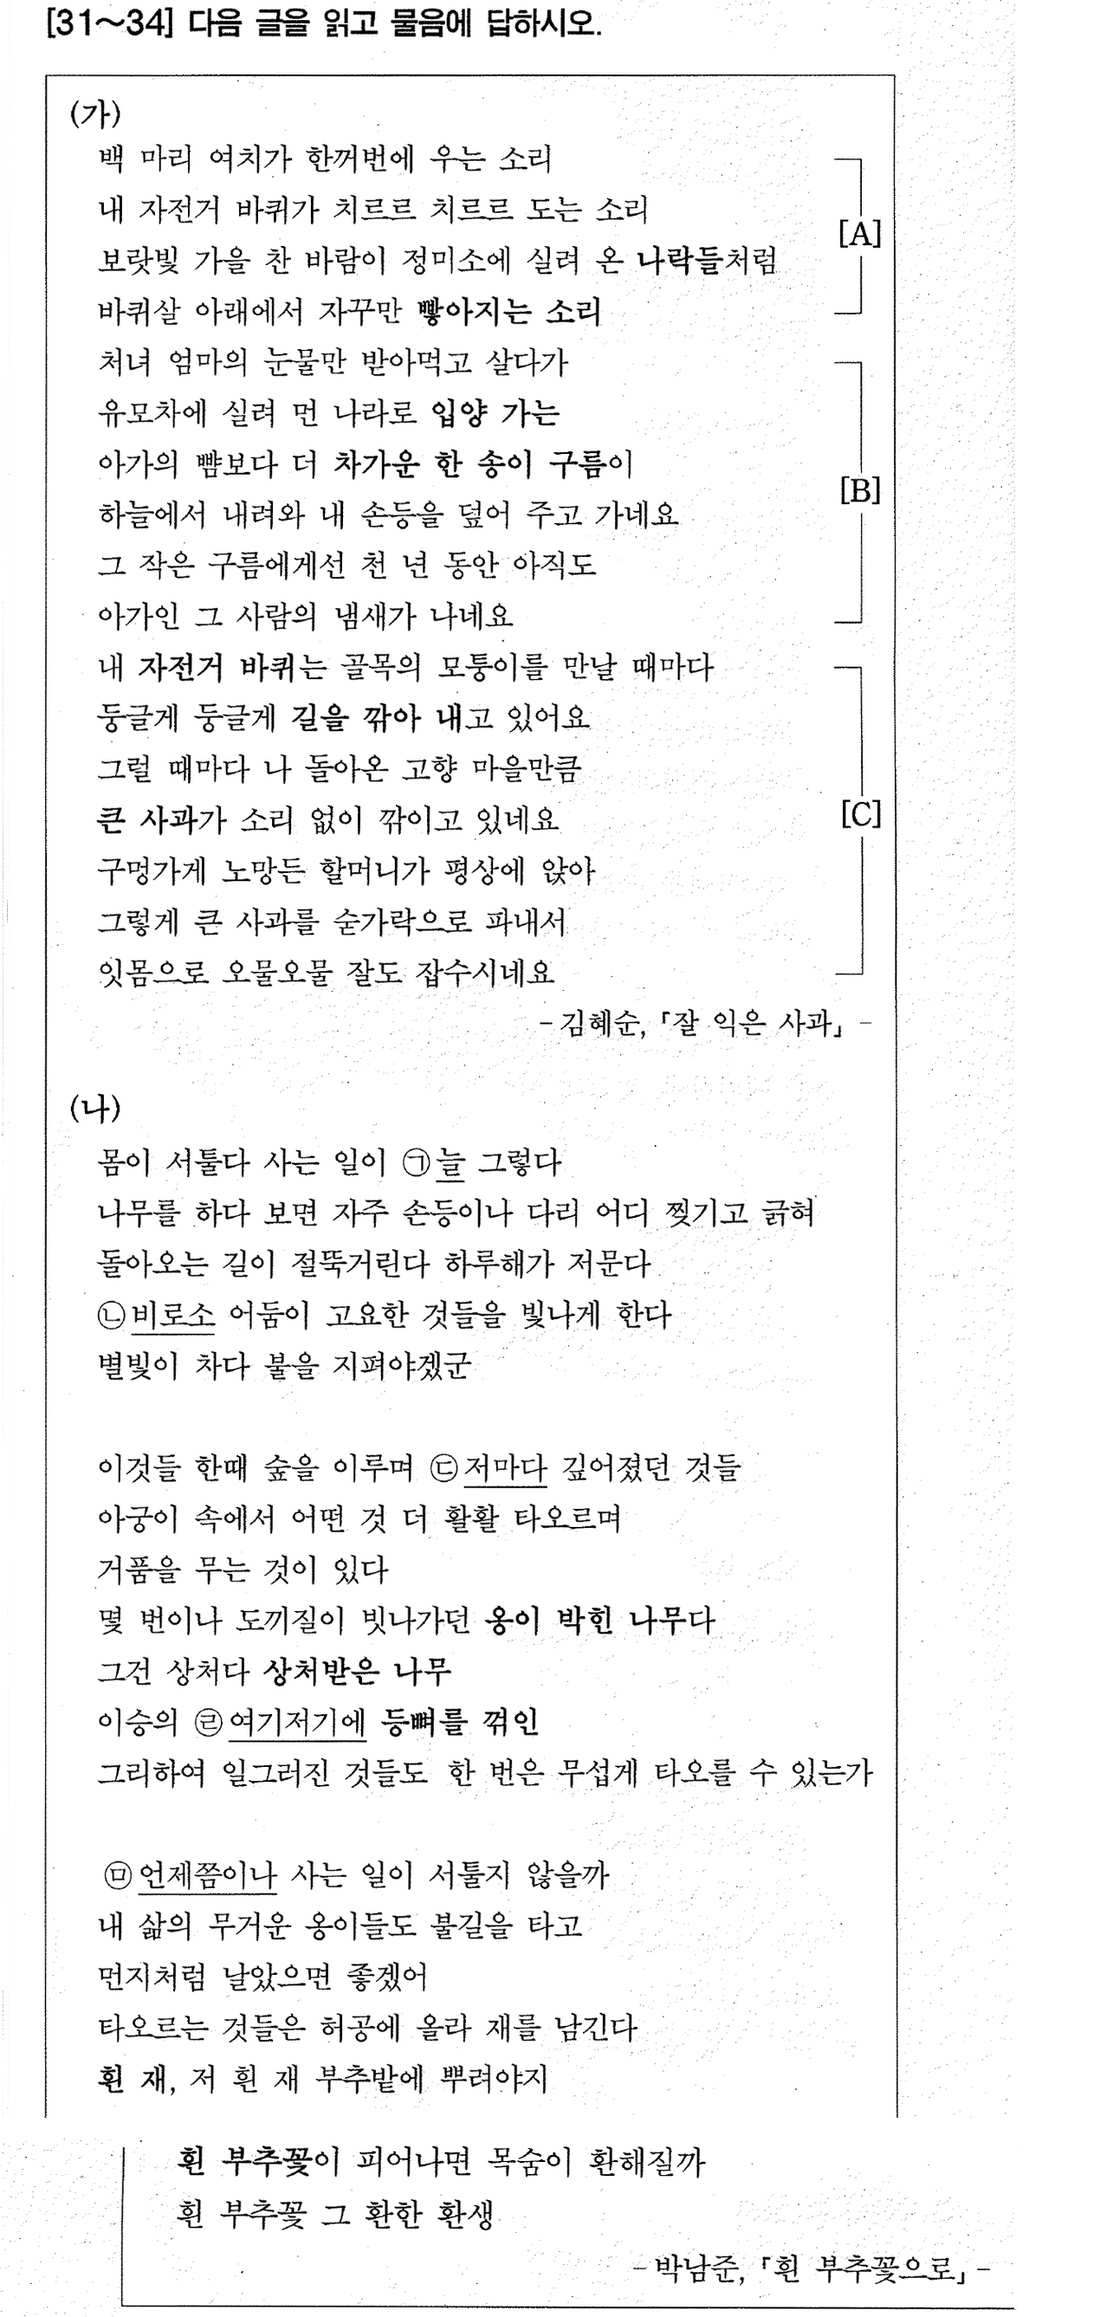 [31~34] 다음 글을 읽고 물음에 답하시오.
(가)
백 마리 여치가 한꺼번에 우는 소리
내 자전거 바퀴가 치르르 치르르 도는 소리
보랏빛 가을 찬 바람이 정미소에 실려 온 나락들처럼
바퀴살 아래에서 자꾸만 빻아지는 소리
[A]
처녀 엄마의 눈물만 받아먹고 살다가
유모차에 실려 먼 나라로 입양 가는
아가의 뺨보다 더 차가운 한 송이 구름이
하늘에서 내려와 내 손등을 덮어 주고 가네요
그 작은 구름에게선 천 년 동안 아직도
아가인 그 사람의 냄새가 나네요
[B]
내 자전거 바퀴는 골목의 모퉁이를 만날 때마다
둥글게 둥글게 길을 깎아 내고 있어요
그럴 때마다 나 돌아온 고향 마을만큼
큰 사과가 소리 없이 깎이고 있네요
구멍가게 노망든 할머니가 평상에 앉아
그렇게 큰 사과를 숟가락으로 파내서
잇몸으로 오물오물 잘도 잡수시네요
[C]
- 김혜순, 「잘 익은 사과」 -
(나)
몸이 서툴다 사는 일이 ㉠늘 그렇다
나무를 하다 보면 자주 손등이나 다리 어디 찢기고 긁혀
돌아오는 길이 절뚝거린다 하루해가 저문다
㉡비로소 어둠이 고요한 것들을 빛나게 한다
별빛이 차다 불을 지펴야겠군
이것들 한때 숲을 이루며 ㉢저마다 깊어졌던 것들
아궁이 속에서 어떤 것 더 활활 타오르며
거품을 무는 것이 있다
몇 번이나 도끼질이 빗나가던 옹이 박힌 나무다
그건 상처다 상처받은 나무
이승의 ㉣여기저기에 등뼈를 꺾인
그리하여 일그러진 것들도 한 번은 무섭게 타오를 수 있는가
㉤언제쯤이나 사는 일이 서툴지 않을까
내 삶의 무거운 옹이들도 불길을 타고
먼지처럼 날았으면 좋겠어
타오르는 것들은 허공에 올라 재를 남긴다
흰 재, 저 흰 재 부추밭에 뿌려야지
흰 부추꽃이 피어나면 목숨이 환해질까
흰 부추꽃 그 환한 환생
- 박남준, 「흰 부추꽃으로」 -